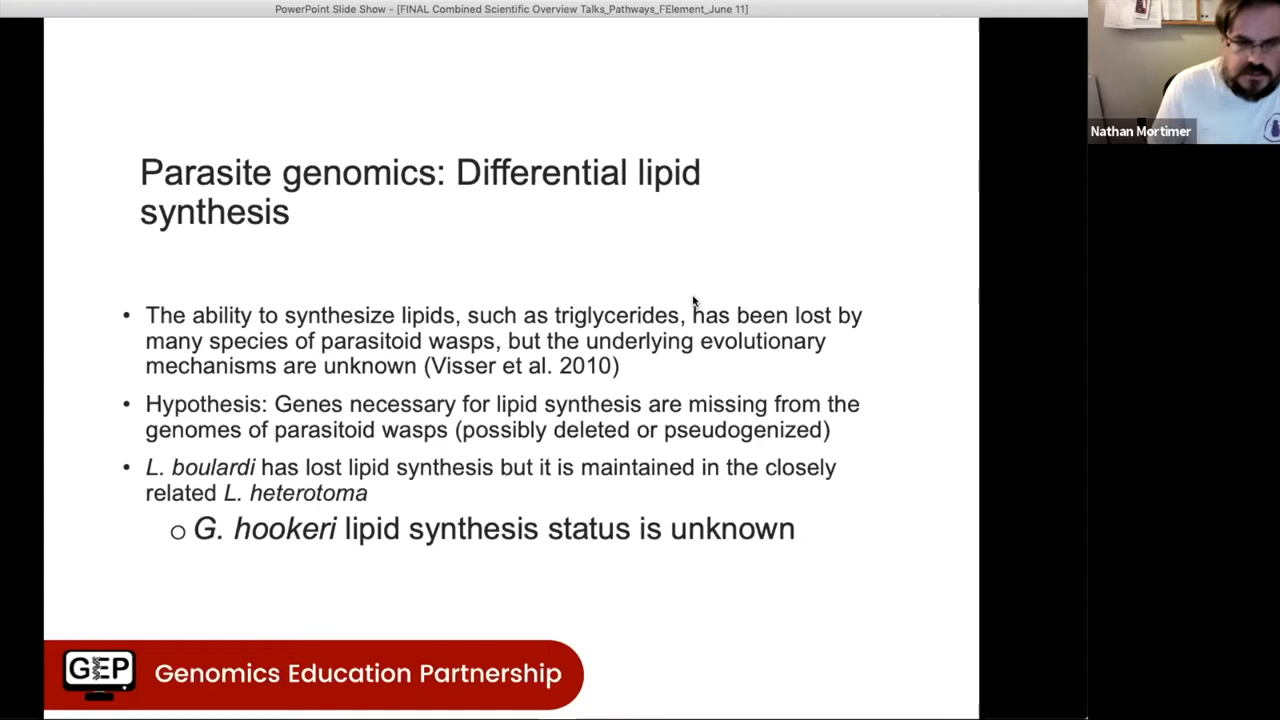 PowerPoint Slide Show - [FINAL Combined Scientific Overview Talks_Pathways_FElement_June 11]
Nathan Mortimer
Parasite genomics: Differential lipid
synthesis
• The ability to synthesize lipids, such as triglycerides, has been lost by
many species of parasitoid wasps, but the underlying evolutionary
mechanisms are unknown (Visser et al. 2010)
• Hypothesis: Genes necessary for lipid synthesis are missing from the
genomes of parasitoid wasps (possibly deleted or pseudogenized)
• L. boulardi has lost lipid synthesis but it is maintained in the closely
related L. heterotoma
o G. hookeri lipid synthesis status is unknown
GEP Genomics Education Partnership